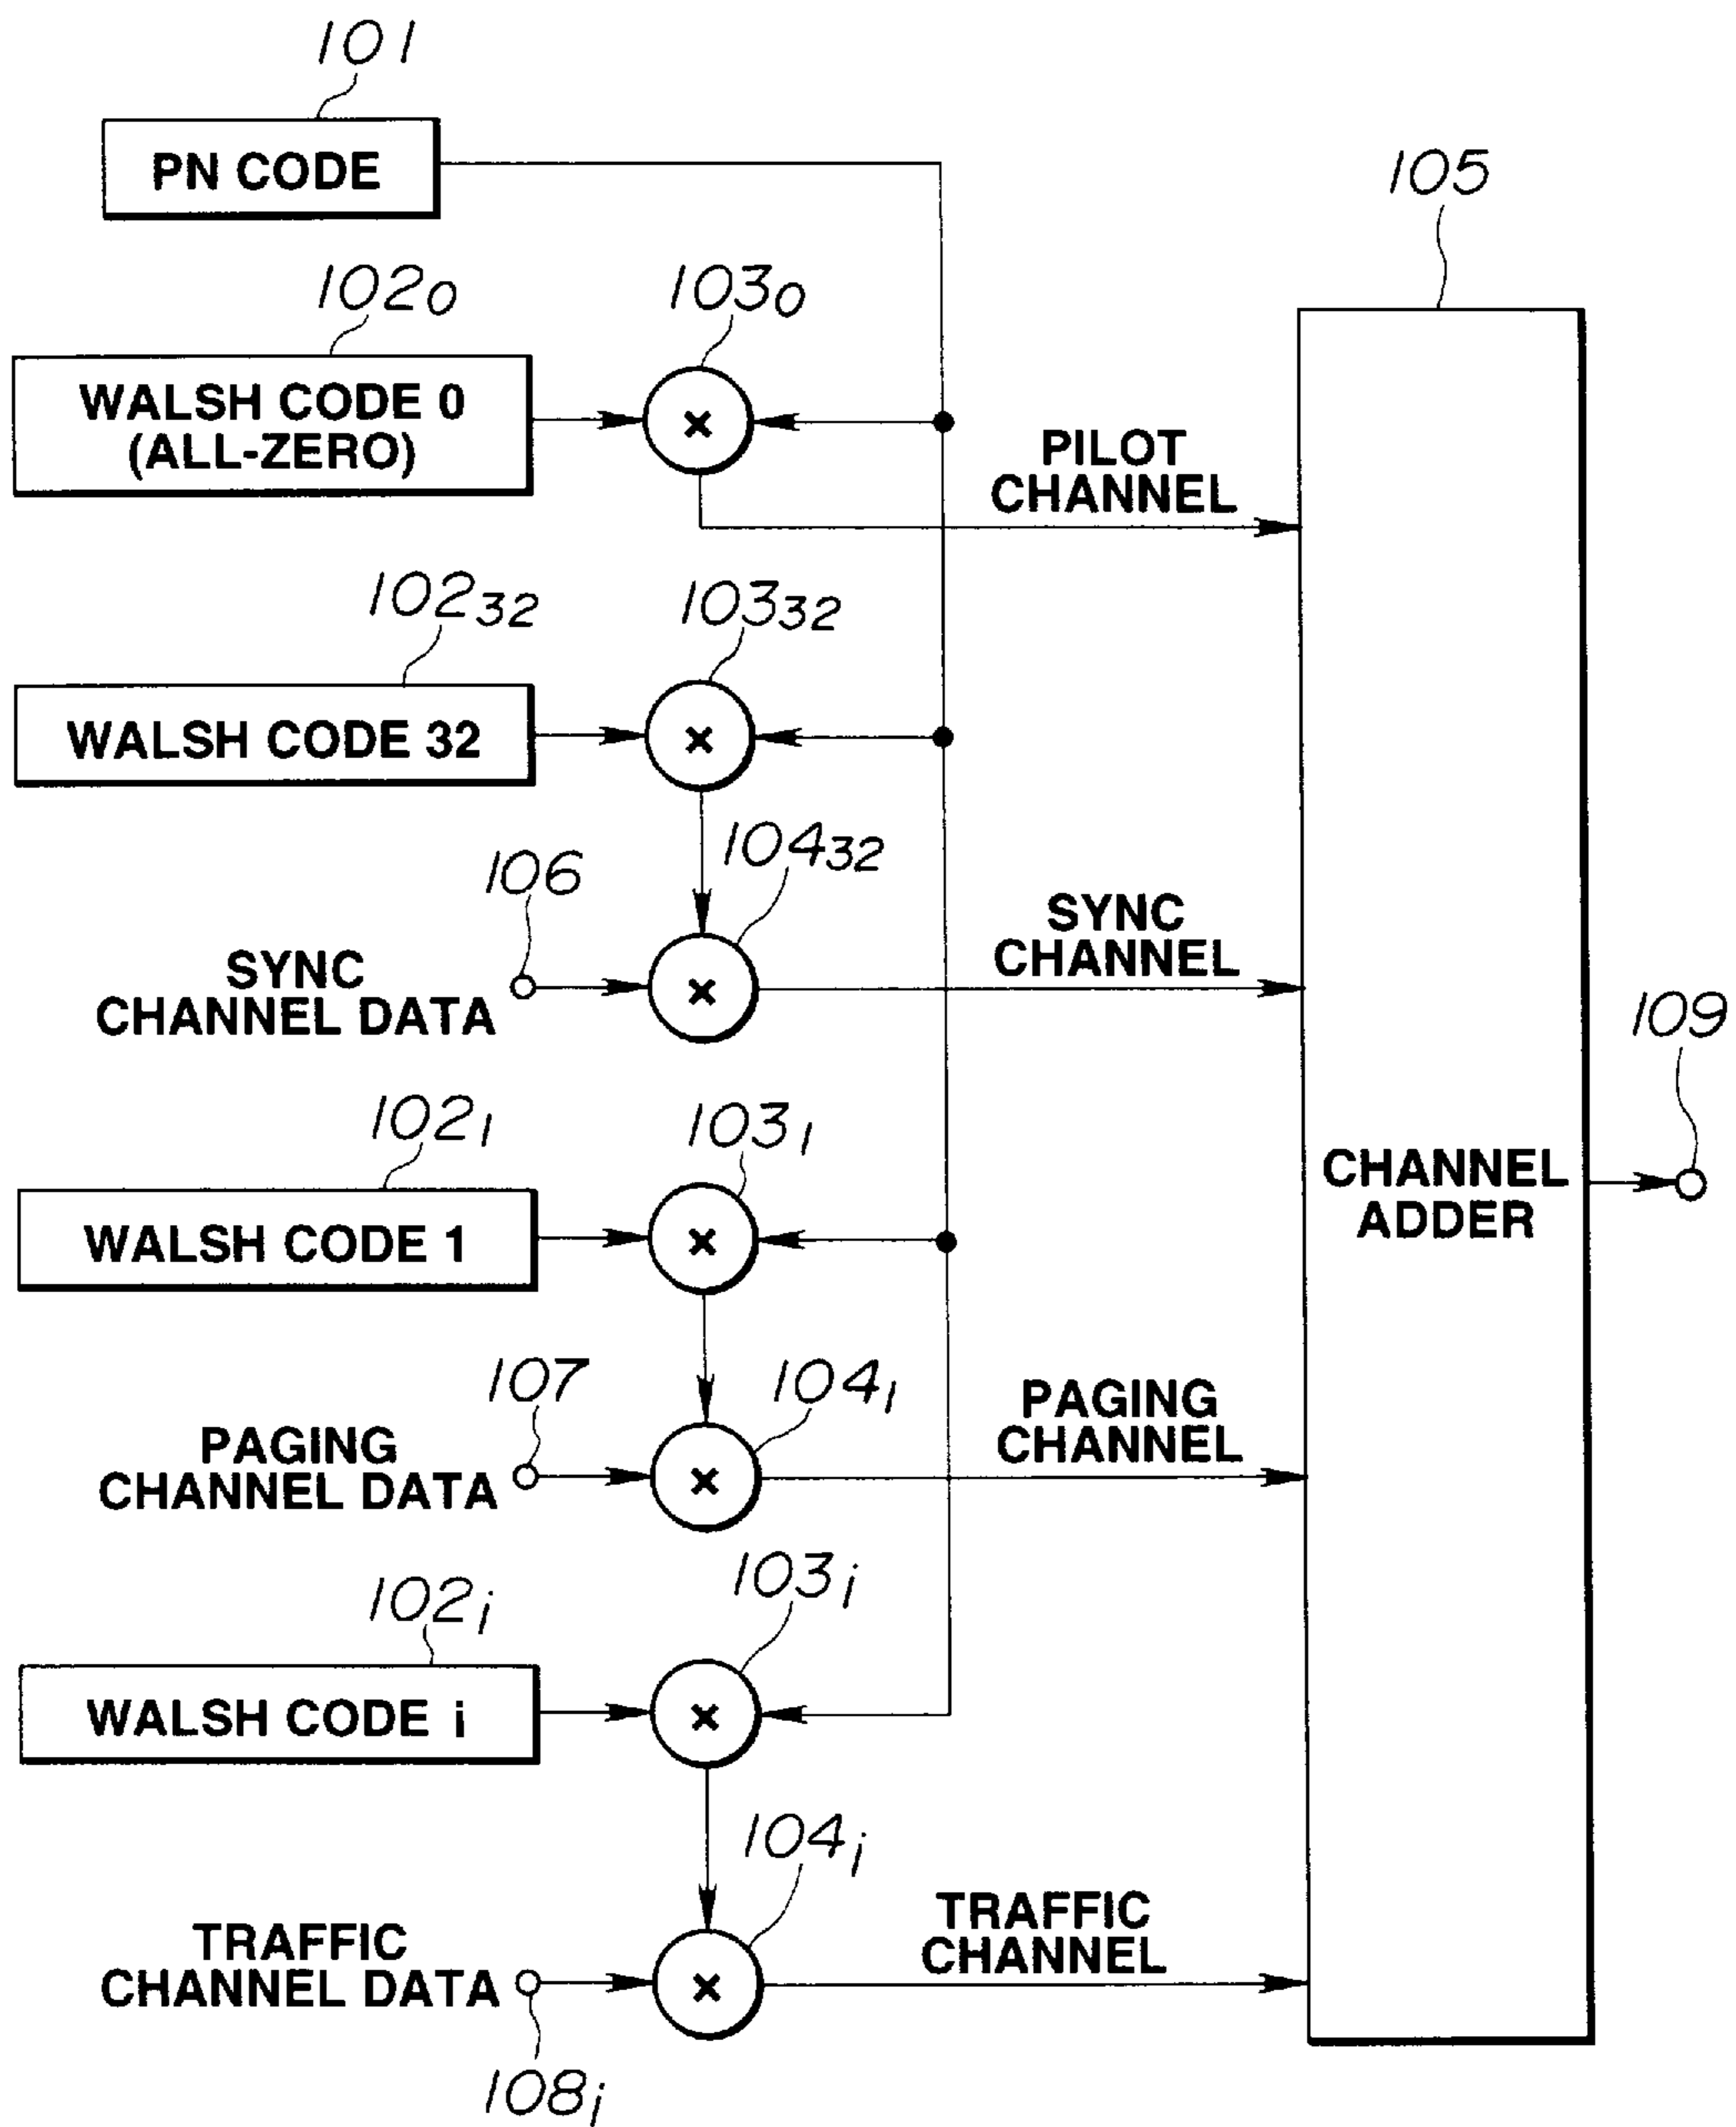 101
PN CODE
105
102₀
103₀
WALSH CODE 0
(ALL-ZERO)
PILOT
CHANNEL
102₃₂
103₃₂
WALSH CODE 32
104₃₂
106
SYNC
CHANNEL DATA
SYNC
CHANNEL
109
102₁
103₁
WALSH CODE 1
CHANNEL
ADDER
107
104₁
PAGING
CHANNEL DATA
PAGING
CHANNEL
102ᵢ
103ᵢ
WALSH CODE i
104ᵢ
TRAFFIC
CHANNEL DATA
TRAFFIC
CHANNEL
108ᵢ